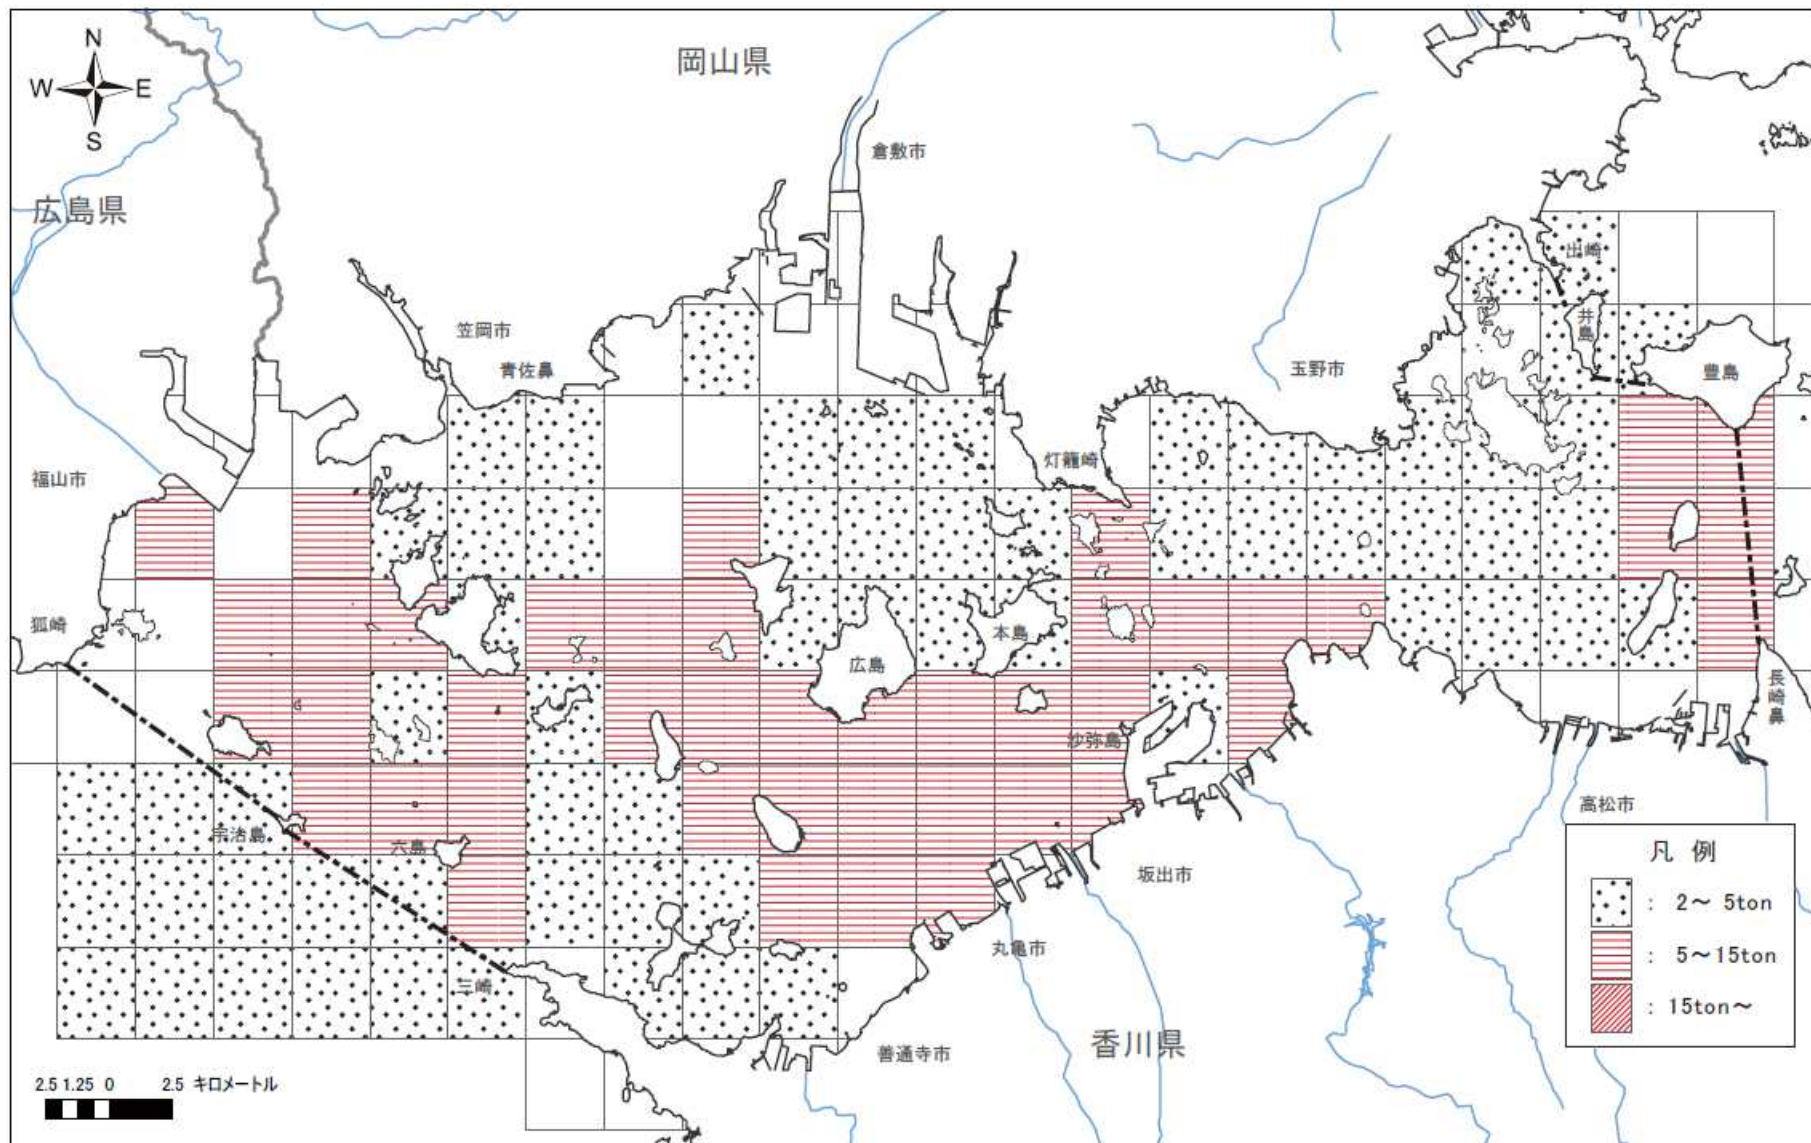 N
W E
S
岡山県
倉敷市
広島県
出崎
井島
笠岡市
青佐鼻
玉野市
豊島
灯籠崎
福山市
狐崎
本島
広島
長崎鼻
沙弥島
高松市
宇治島
六島
坂出市
凡 例
: 2～ 5ton
: 5～15ton
: 15ton～
丸亀市
三崎
善通寺市
香川県
2.5 1.25 0 2.5 キロメートル